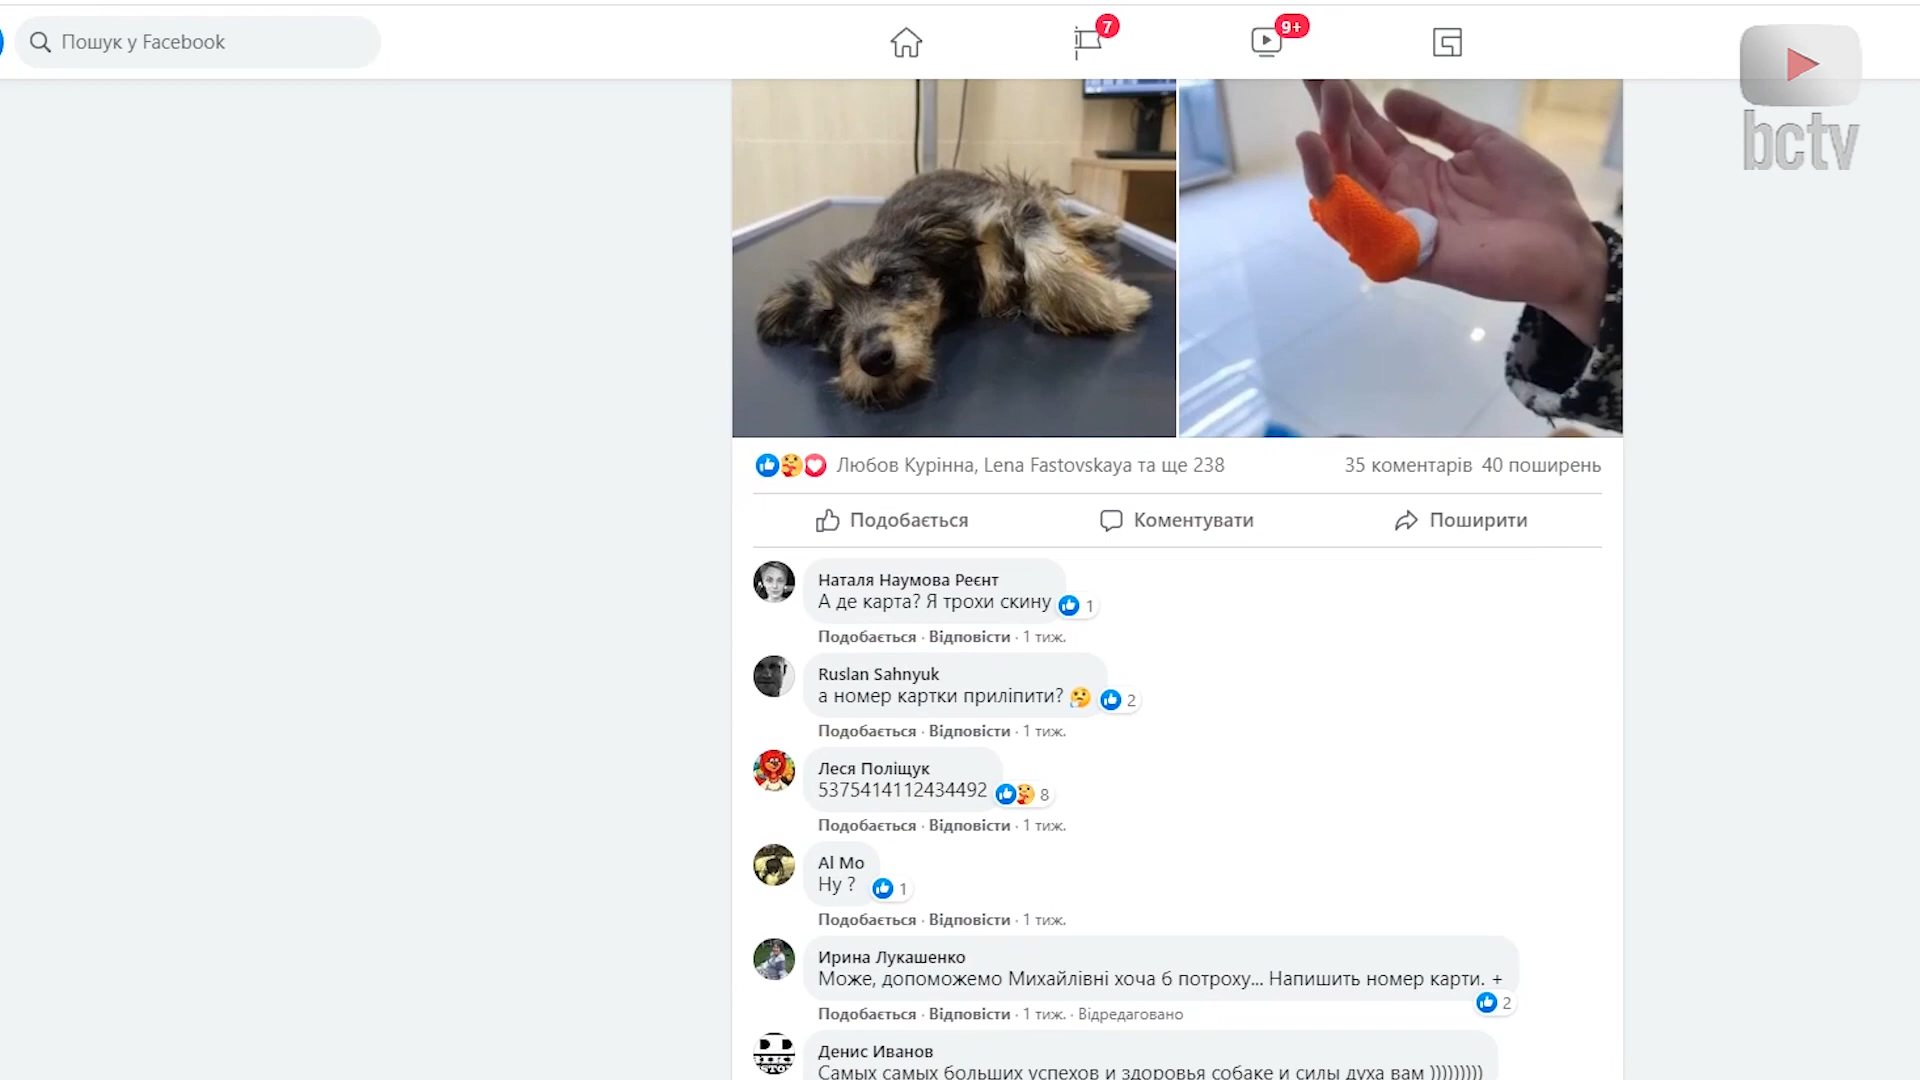 Пошук у Facebook
7
9+
bctv
Любов Курінна, Lena Fastovskaya та ще 238
35 коментарів 40 поширень
Подобається
Коментувати
Поширити
Наталя Наумова Реєнт
А де карта? Я трохи скину
1
Подобається · Відповісти · 1 тиж.
Ruslan Sahnyuk
а номер картки приліпити? 🤔
2
Подобається · Відповісти · 1 тиж.
Леся Поліщук
5375414112434492
8
Подобається · Відповісти · 1 тиж.
Al Mo
Ну ?
1
Подобається · Відповісти · 1 тиж.
Ирина Лукашенко
Може, допоможемо Михайлівні хоча б потроху... Напишить номер карти. +
2
Подобається · Відповісти · 1 тиж. · Відредаговано
Денис Иванов
Самых самых больших успехов и здоровья собаке и силы духа вам )))))))))